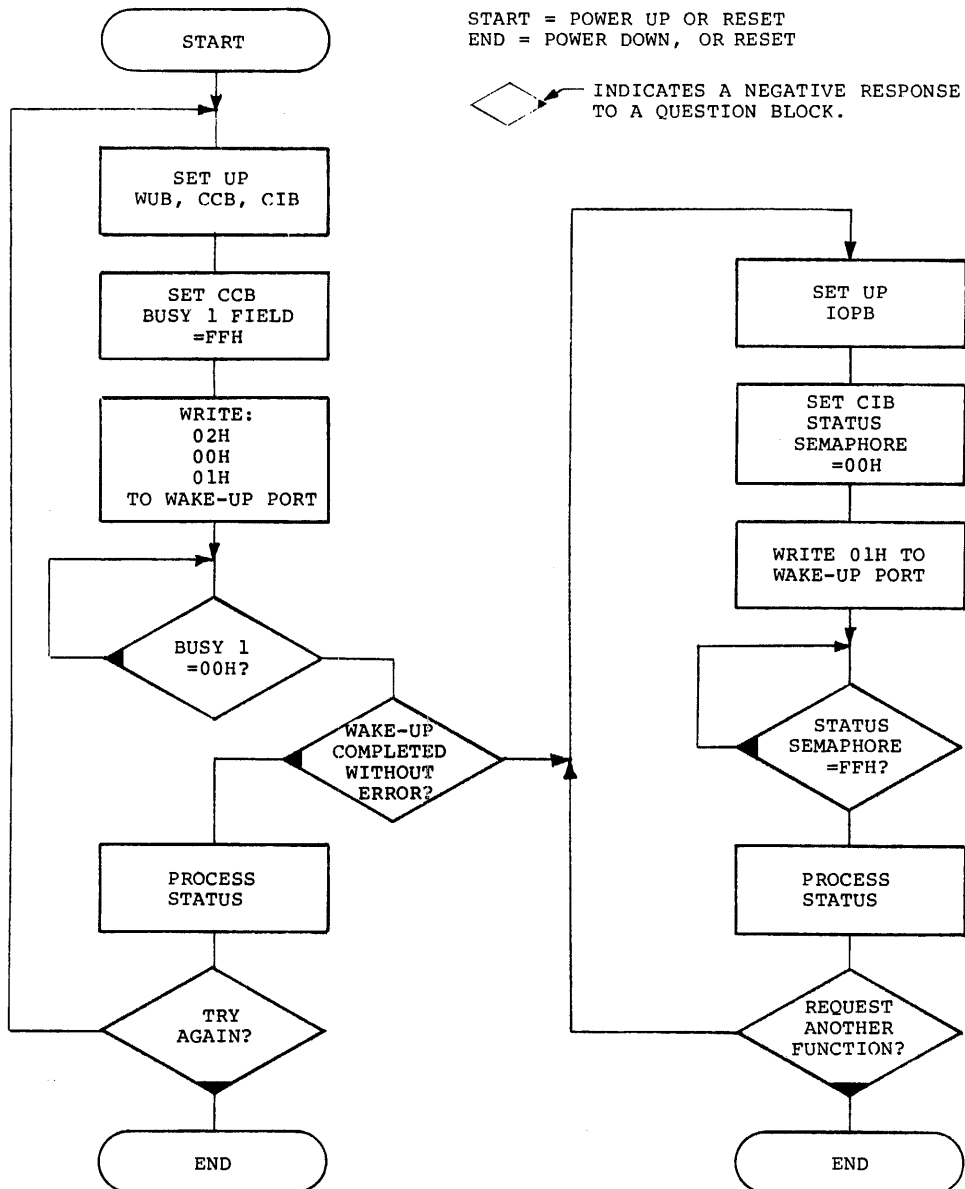 START = POWER UP OR RESET
END = POWER DOWN, OR RESET
INDICATES A NEGATIVE RESPONSE
TO A QUESTION BLOCK.
START
SET UP
WUB, CCB, CIB
SET CCB
BUSY 1 FIELD
=FFH
WRITE:
02H
00H
01H
TO WAKE-UP PORT
BUSY 1
=00H?
WAKE-UP
COMPLETED
WITHOUT
ERROR?
PROCESS
STATUS
TRY
AGAIN?
END
SET UP
IOPB
SET CIB
STATUS
SEMAPHORE
=00H
WRITE 01H TO
WAKE-UP PORT
STATUS
SEMAPHORE
=FFH?
PROCESS
STATUS
REQUEST
ANOTHER
FUNCTION?
END